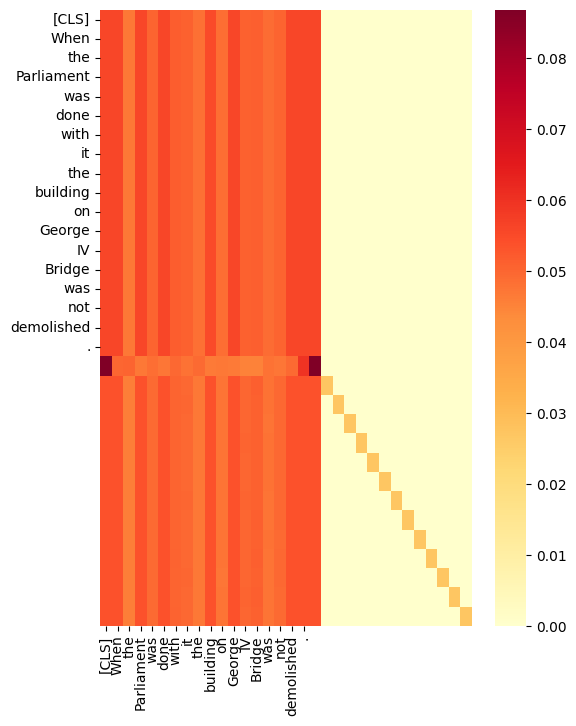 [CLS]
When
the
Parliament
was
done
with
it
the
building
on
George
IV
Bridge
was
not
demolished
.
0.08
0.07
0.06
0.05
0.04
0.03
0.02
0.01
0.00
[CLS]
When
the
Parliament
was
done
with
it
the
building
on
George
IV
Bridge
was
not
demolished
.